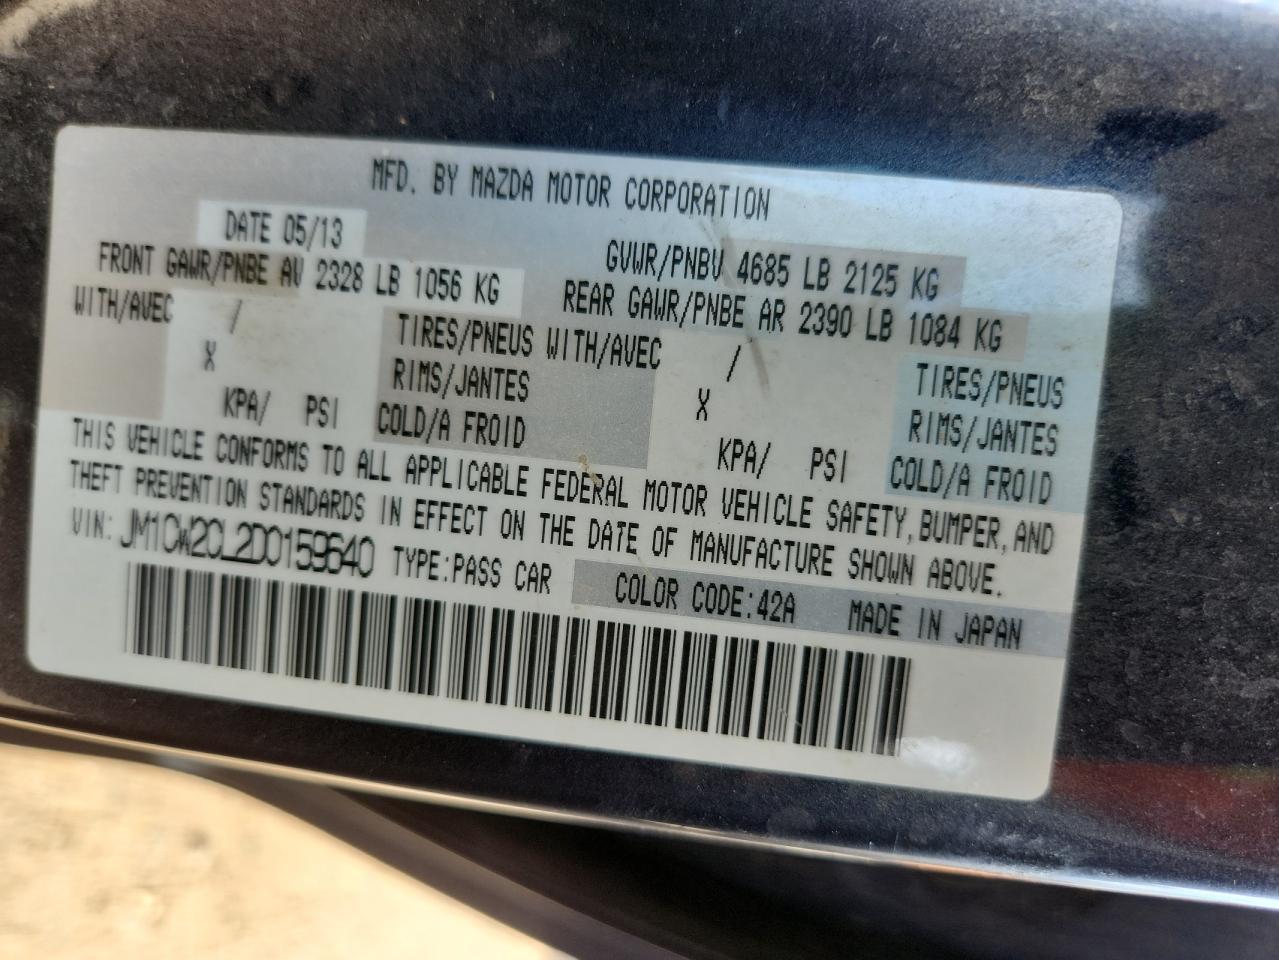 MFD. BY MAZDA MOTOR CORPORATION
DATE 05/13 GVWR/PNBV 4685 LB 2125 KG
FRONT GAWR/PNBE AV 2328 LB 1056 KG REAR GAWR/PNBE AR 2390 LB 1084 KG
WITH/AVEC / TIRES/PNEUS WITH/AVEC / TIRES/PNEUS
X RIMS/JANTES X RIMS/JANTES
KPA/ PSI COLD/A FROID KPA/ PSI COLD/A FROID
THIS VEHICLE CONFORMS TO ALL APPLICABLE FEDERAL MOTOR VEHICLE SAFETY, BUMPER, AND
THEFT PREVENTION STANDARDS IN EFFECT ON THE DATE OF MANUFACTURE SHOWN ABOVE.
VIN: JM1CW2CL2D0159640 TYPE:PASS CAR COLOR CODE:42A MADE IN JAPAN